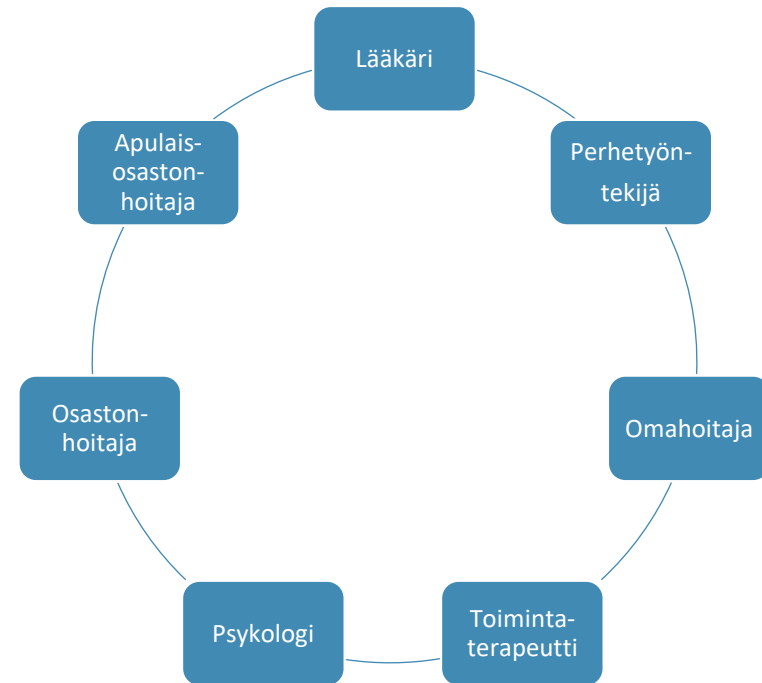 Lääkäri
Perhetyön-
tekijä
Omahoitaja
Toiminta-
terapeutti
Psykologi
Osaston-
hoitaja
Apulais-
osaston-
hoitaja